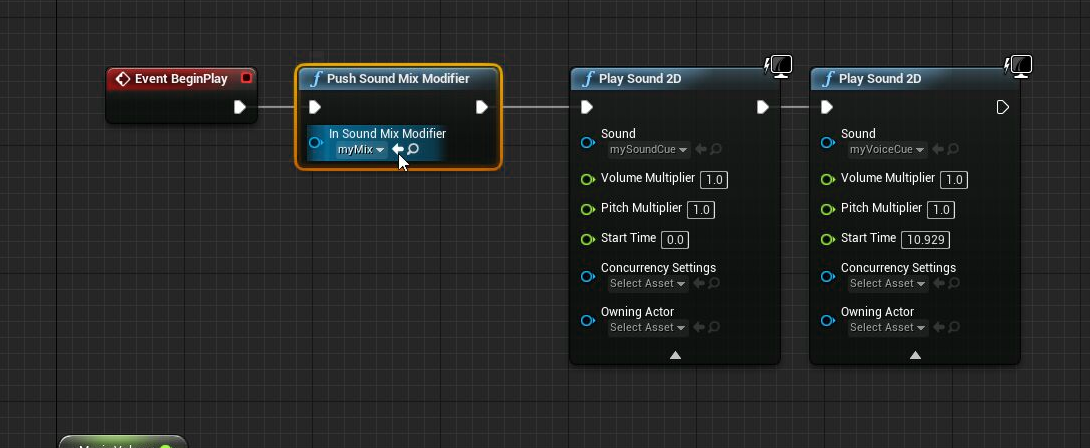 Event BeginPlay
Push Sound Mix Modifier
In Sound Mix Modifier
myMix
Play Sound 2D
Sound
mySoundCue
Volume Multiplier 1.0
Pitch Multiplier 1.0
Start Time 0.0
Concurrency Settings
Select Asset
Owning Actor
Select Asset
Play Sound 2D
Sound
myVoiceCue
Volume Multiplier 1.0
Pitch Multiplier 1.0
Start Time 10.929
Concurrency Settings
Select Asset
Owning Actor
Select Asset